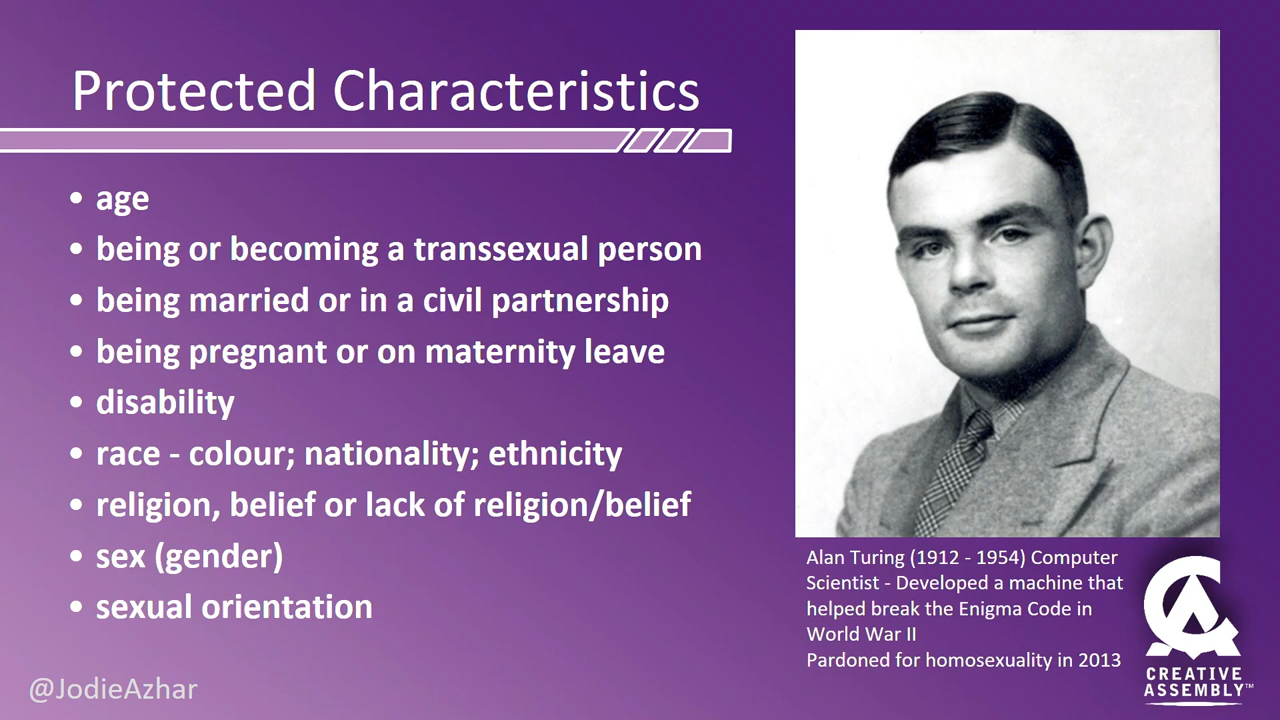 Protected Characteristics
• age
• being or becoming a transsexual person
• being married or in a civil partnership
• being pregnant or on maternity leave
• disability
• race - colour; nationality; ethnicity
• religion, belief or lack of religion/belief
• sex (gender)
• sexual orientation
Alan Turing (1912 - 1954) Computer
Scientist - Developed a machine that
helped break the Enigma Code in
World War II
Pardoned for homosexuality in 2013
@JodieAzhar
CREATIVE
ASSEMBLY™